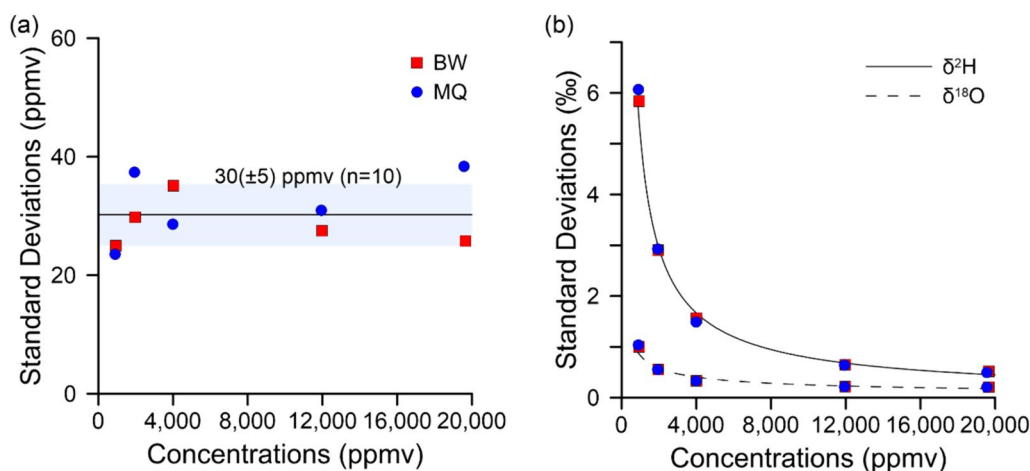 (a)
60
40
20
0
Standard Deviations (ppmv)
BW
MQ
30(±5) ppmv (n=10)
0
4,000
8,000
12,000
16,000
20,000
Concentrations (ppmv)
(b)
6
4
2
0
Standard Deviations (‰)
δ²H
δ¹⁸O
0
4,000
8,000
12,000
16,000
20,000
Concentrations (ppmv)